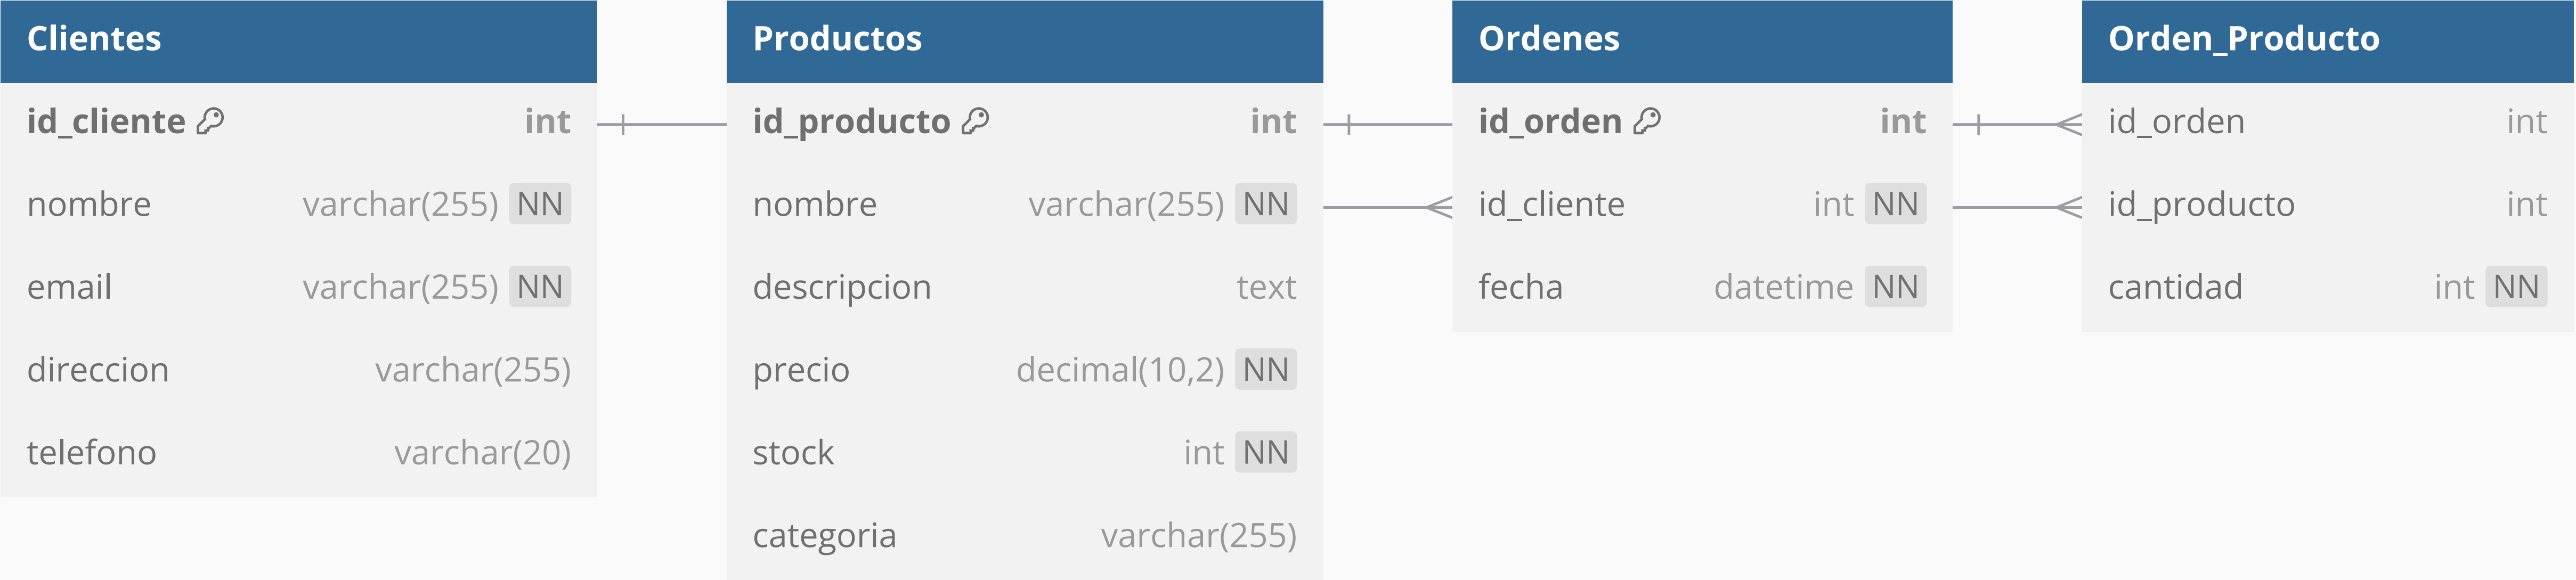 Clientes
id_cliente int
nombre varchar(255) NN
email varchar(255) NN
direccion varchar(255)
telefono varchar(20)
Productos
id_producto int
nombre varchar(255) NN
descripcion text
precio decimal(10,2) NN
stock int NN
categoria varchar(255)
Ordenes
id_orden int
id_cliente int NN
fecha datetime NN
Orden_Producto
id_orden int
id_producto int
cantidad int NN